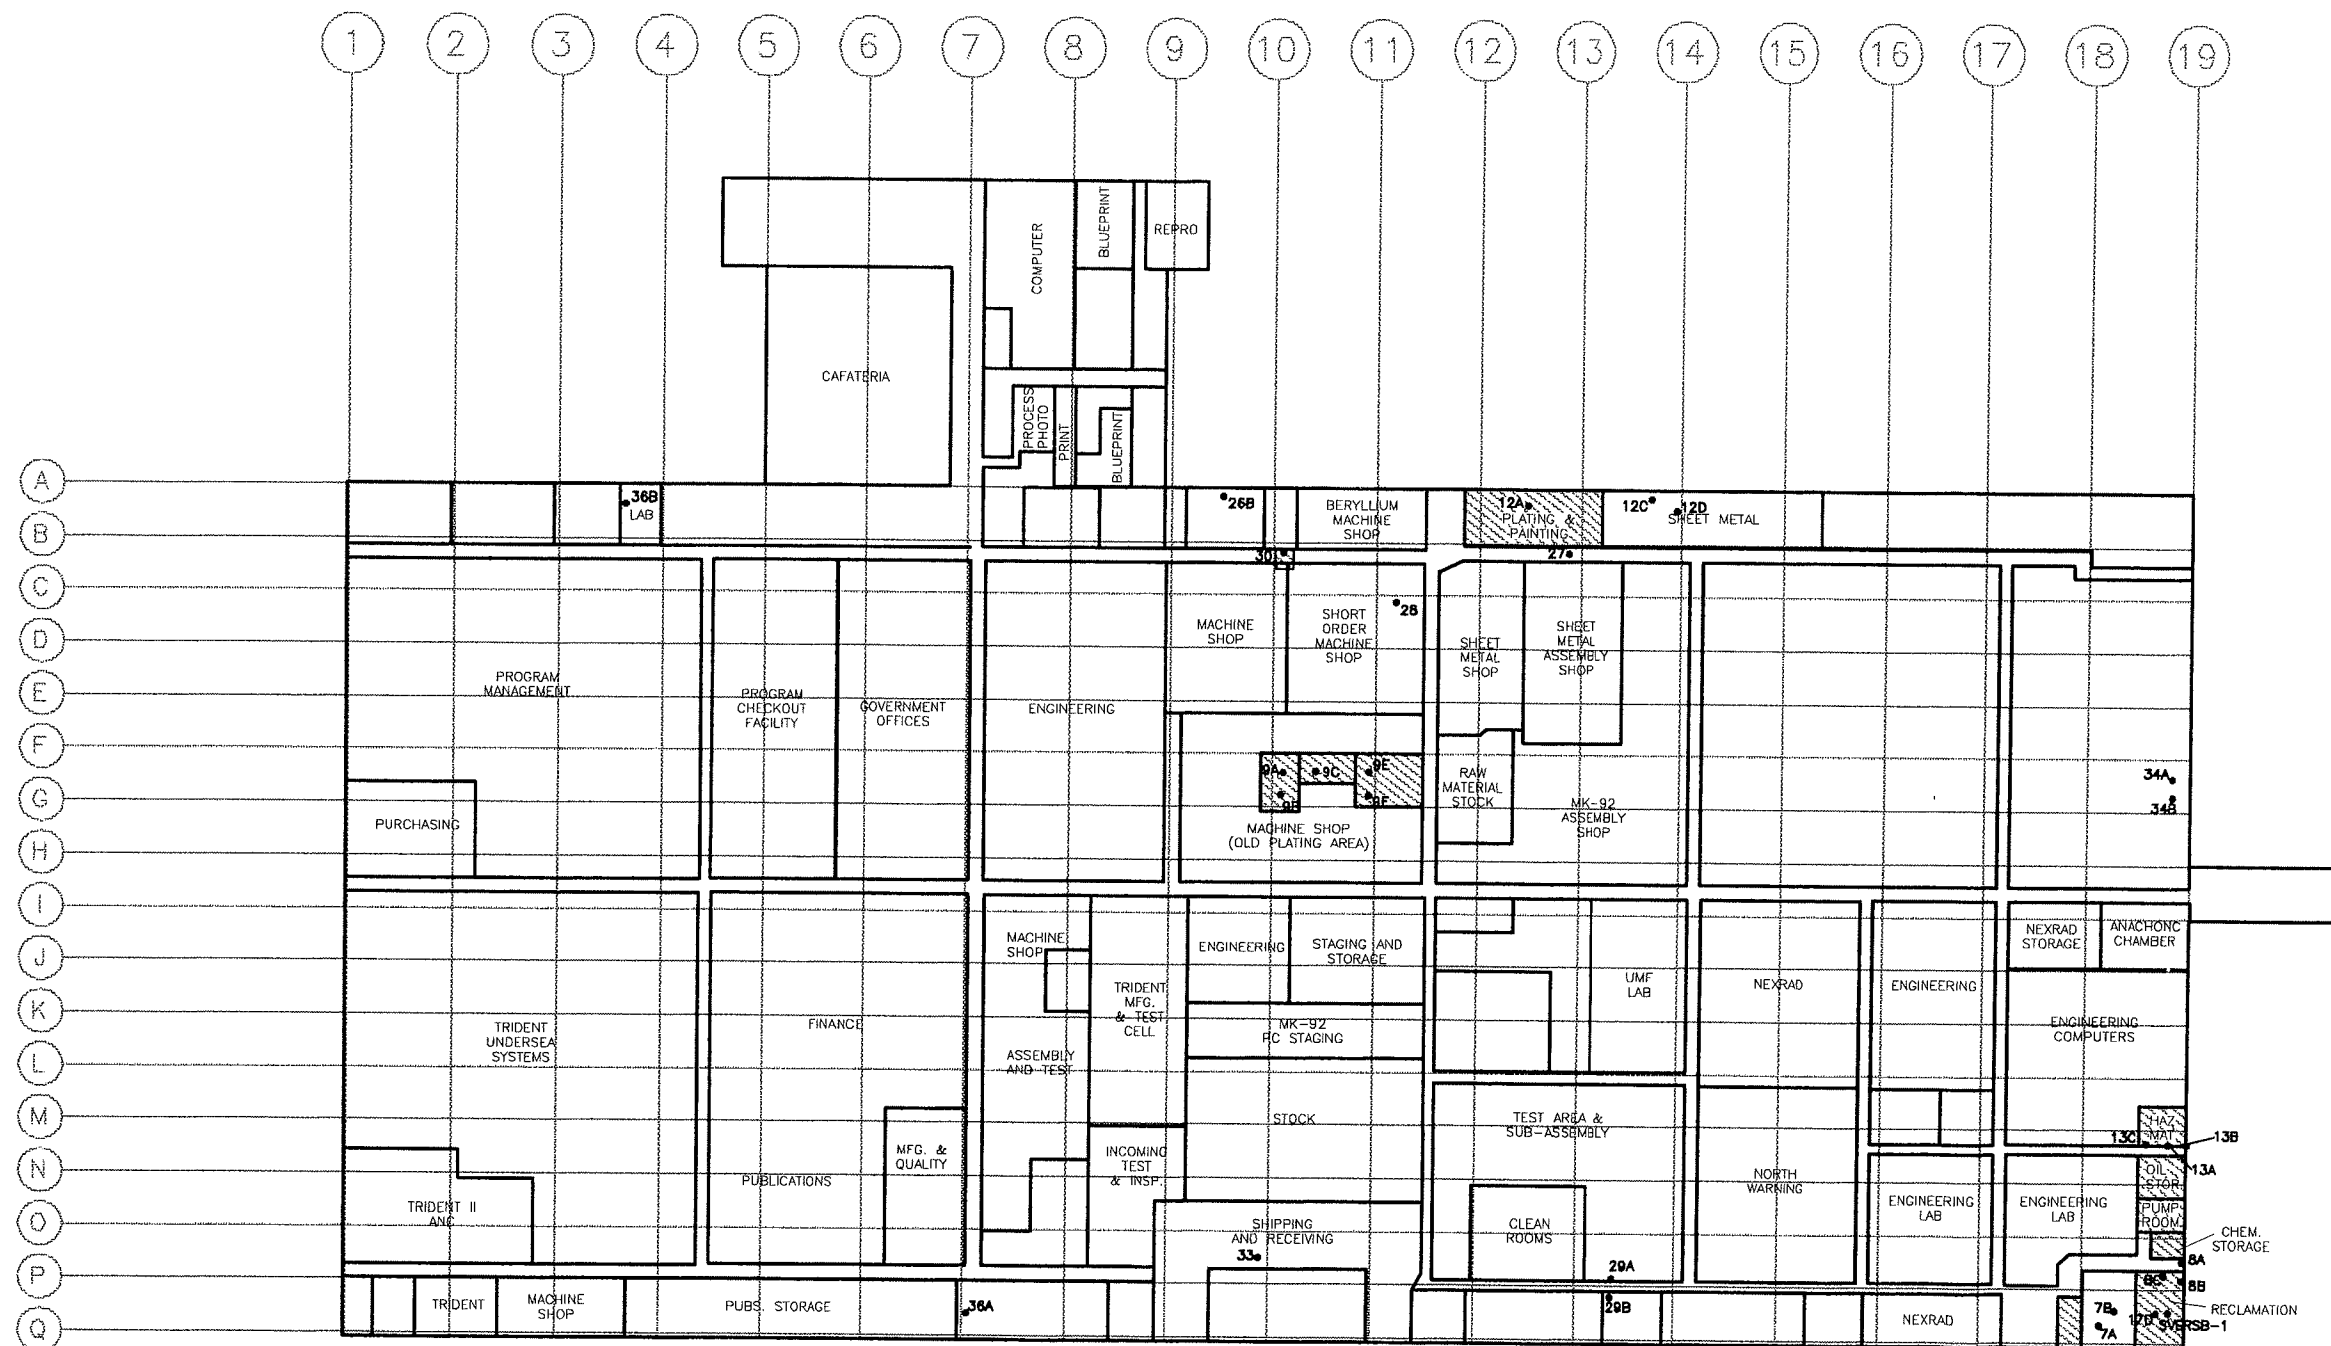 1 2 3 4 5 6 7 8 9 10 11 12 13 14 15 16 17 18 19
BLUEPRINT
REPRO
COMPUTER
CAFATERIA
PROCESS
PHOTO
PRINT
BLUEPRINT
A
36B
LAB
26B
BERYLLIUM
MACHINE
SHOP
12A
PLATING &
PAINTING
12C
12D
SHEET METAL
B
30
27
C
28
MACHINE
SHOP
SHORT
ORDER
MACHINE
SHOP
SHEET
METAL
SHOP
SHEET
METAL
ASSEMBLY
SHOP
D
PROGRAM
MANAGEMENT
E
PROGRAM
CHECKOUT
FACILITY
GOVERNMENT
OFFICES
ENGINEERING
F
9A
9C
9E
9B
9F
RAW
MATERIAL
STOCK
34A
34B
G
PURCHASING
MACHINE SHOP
(OLD PLATING AREA)
MK-92
ASSEMBLY
SHOP
H
I
MACHINE
SHOP
ENGINEERING
STAGING AND
STORAGE
NEXRAD
STORAGE
ANACHONC
CHAMBER
J
TRIDENT
MFG.
& TEST
CELL
UMF
LAB
NEXRAD
ENGINEERING
K
TRIDENT
UNDERSEA
SYSTEMS
FINANCE
MK-92
PC STAGING
ENGINEERING
COMPUTERS
L
ASSEMBLY
AND TEST
M
STOCK
TEST AREA &
SUB-ASSEMBLY
HAZ
MAT.
13C
13B
13A
N
MFG. &
QUALITY
INCOMING
TEST
& INSP.
PUBLICATIONS
NORTH
WARNING
OIL
STOR.
O
TRIDENT II
ANC
SHIPPING
AND RECEIVING
33
CLEAN
ROOMS
ENGINEERING
LAB
ENGINEERING
LAB
PUMP
ROOM
CHEM.
STORAGE
P
29A
8A
8C
8B
TRIDENT
MACHINE
SHOP
PUBS. STORAGE
36A
29B
NEXRAD
7B
7A
17D
SVERSB-1
RECLAMATION
Q